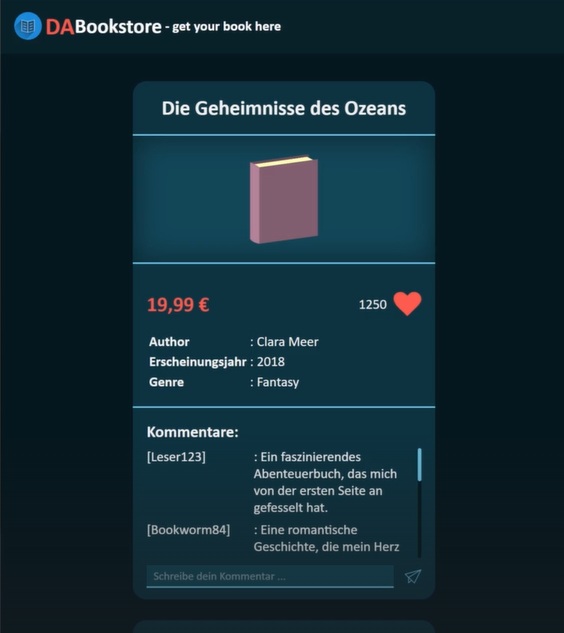 DABookstore - get your book here
Die Geheimnisse des Ozeans
19,99 €
1250
Author : Clara Meer
Erscheinungsjahr : 2018
Genre : Fantasy
Kommentare:
[Leser123] : Ein faszinierendes
Abenteuerbuch, das mich
von der ersten Seite an
gefesselt hat.
[Bookworm84] : Eine romantische
Geschichte, die mein Herz
Schreibe dein Kommentar ...